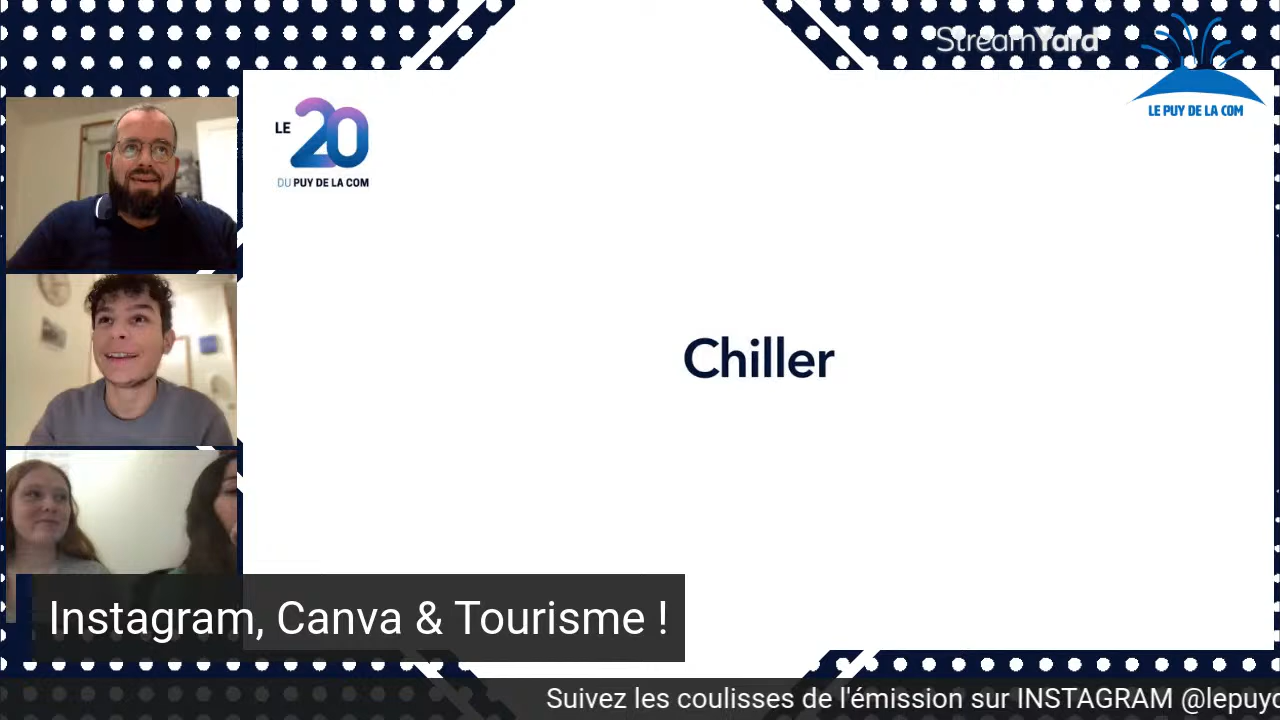 StreamYard
LE PUY DE LA COM
LE 20
DU PUY DE LA COM
Chiller
Instagram, Canva & Tourisme !
Suivez les coulisses de l'émission sur INSTAGRAM @lepuy